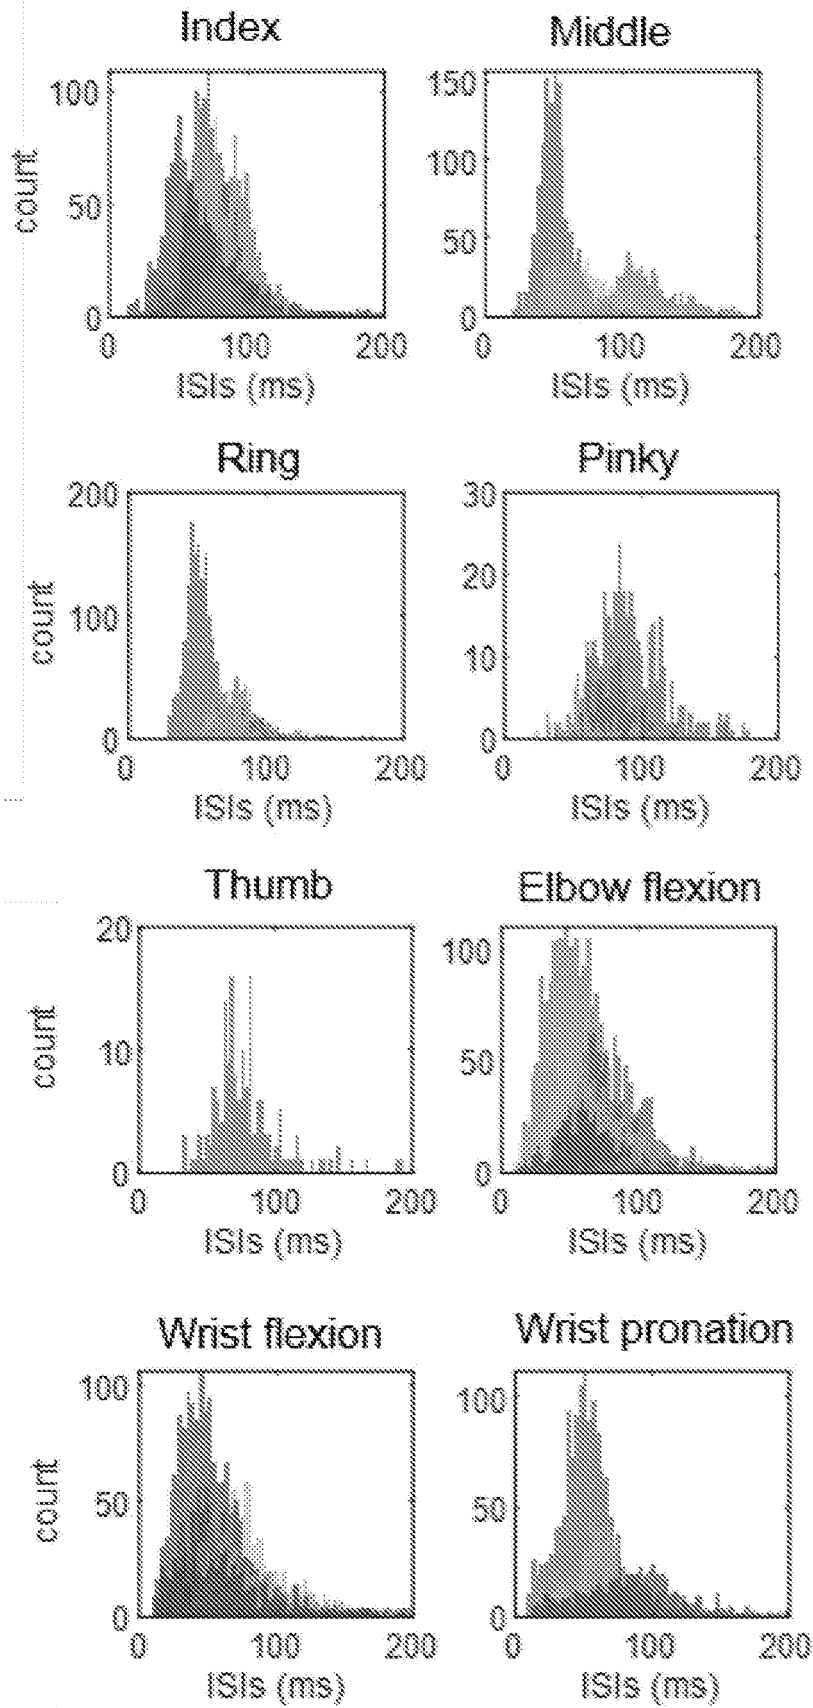 Index Middle
100 150
count 50 100
50
0 0
0 100 200 0 100 200
ISIs (ms) ISIs (ms)
Ring Pinky
200 30
20
count 100
10
0 0
0 100 200 0 100 200
ISIs (ms) ISIs (ms)
Thumb Elbow flexion
20 100
count 10 50
0 0
0 100 200 0 100 200
ISIs (ms) ISIs (ms)
Wrist flexion Wrist pronation
100 100
count 50 50
0 0
0 100 200 0 100 200
ISIs (ms) ISIs (ms)